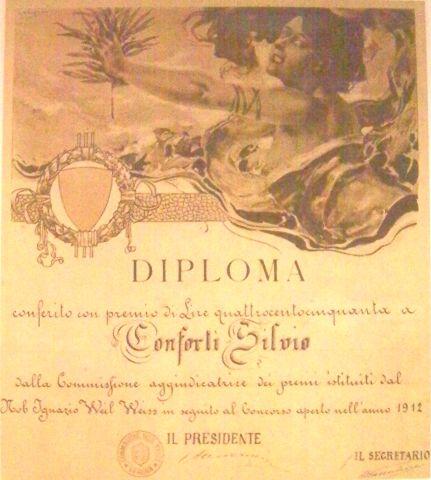 DIPLOMA
conferito con premio di Lire quattrocentocinquanta a
Conforti Silvio
dalla Commissione aggiudicatrice dei premi istituiti dal
Nob Ignazio Weil Weiss in seguito al Concorso aperto nell'anno 1912
IL PRESIDENTE
IL SEGRETARIO